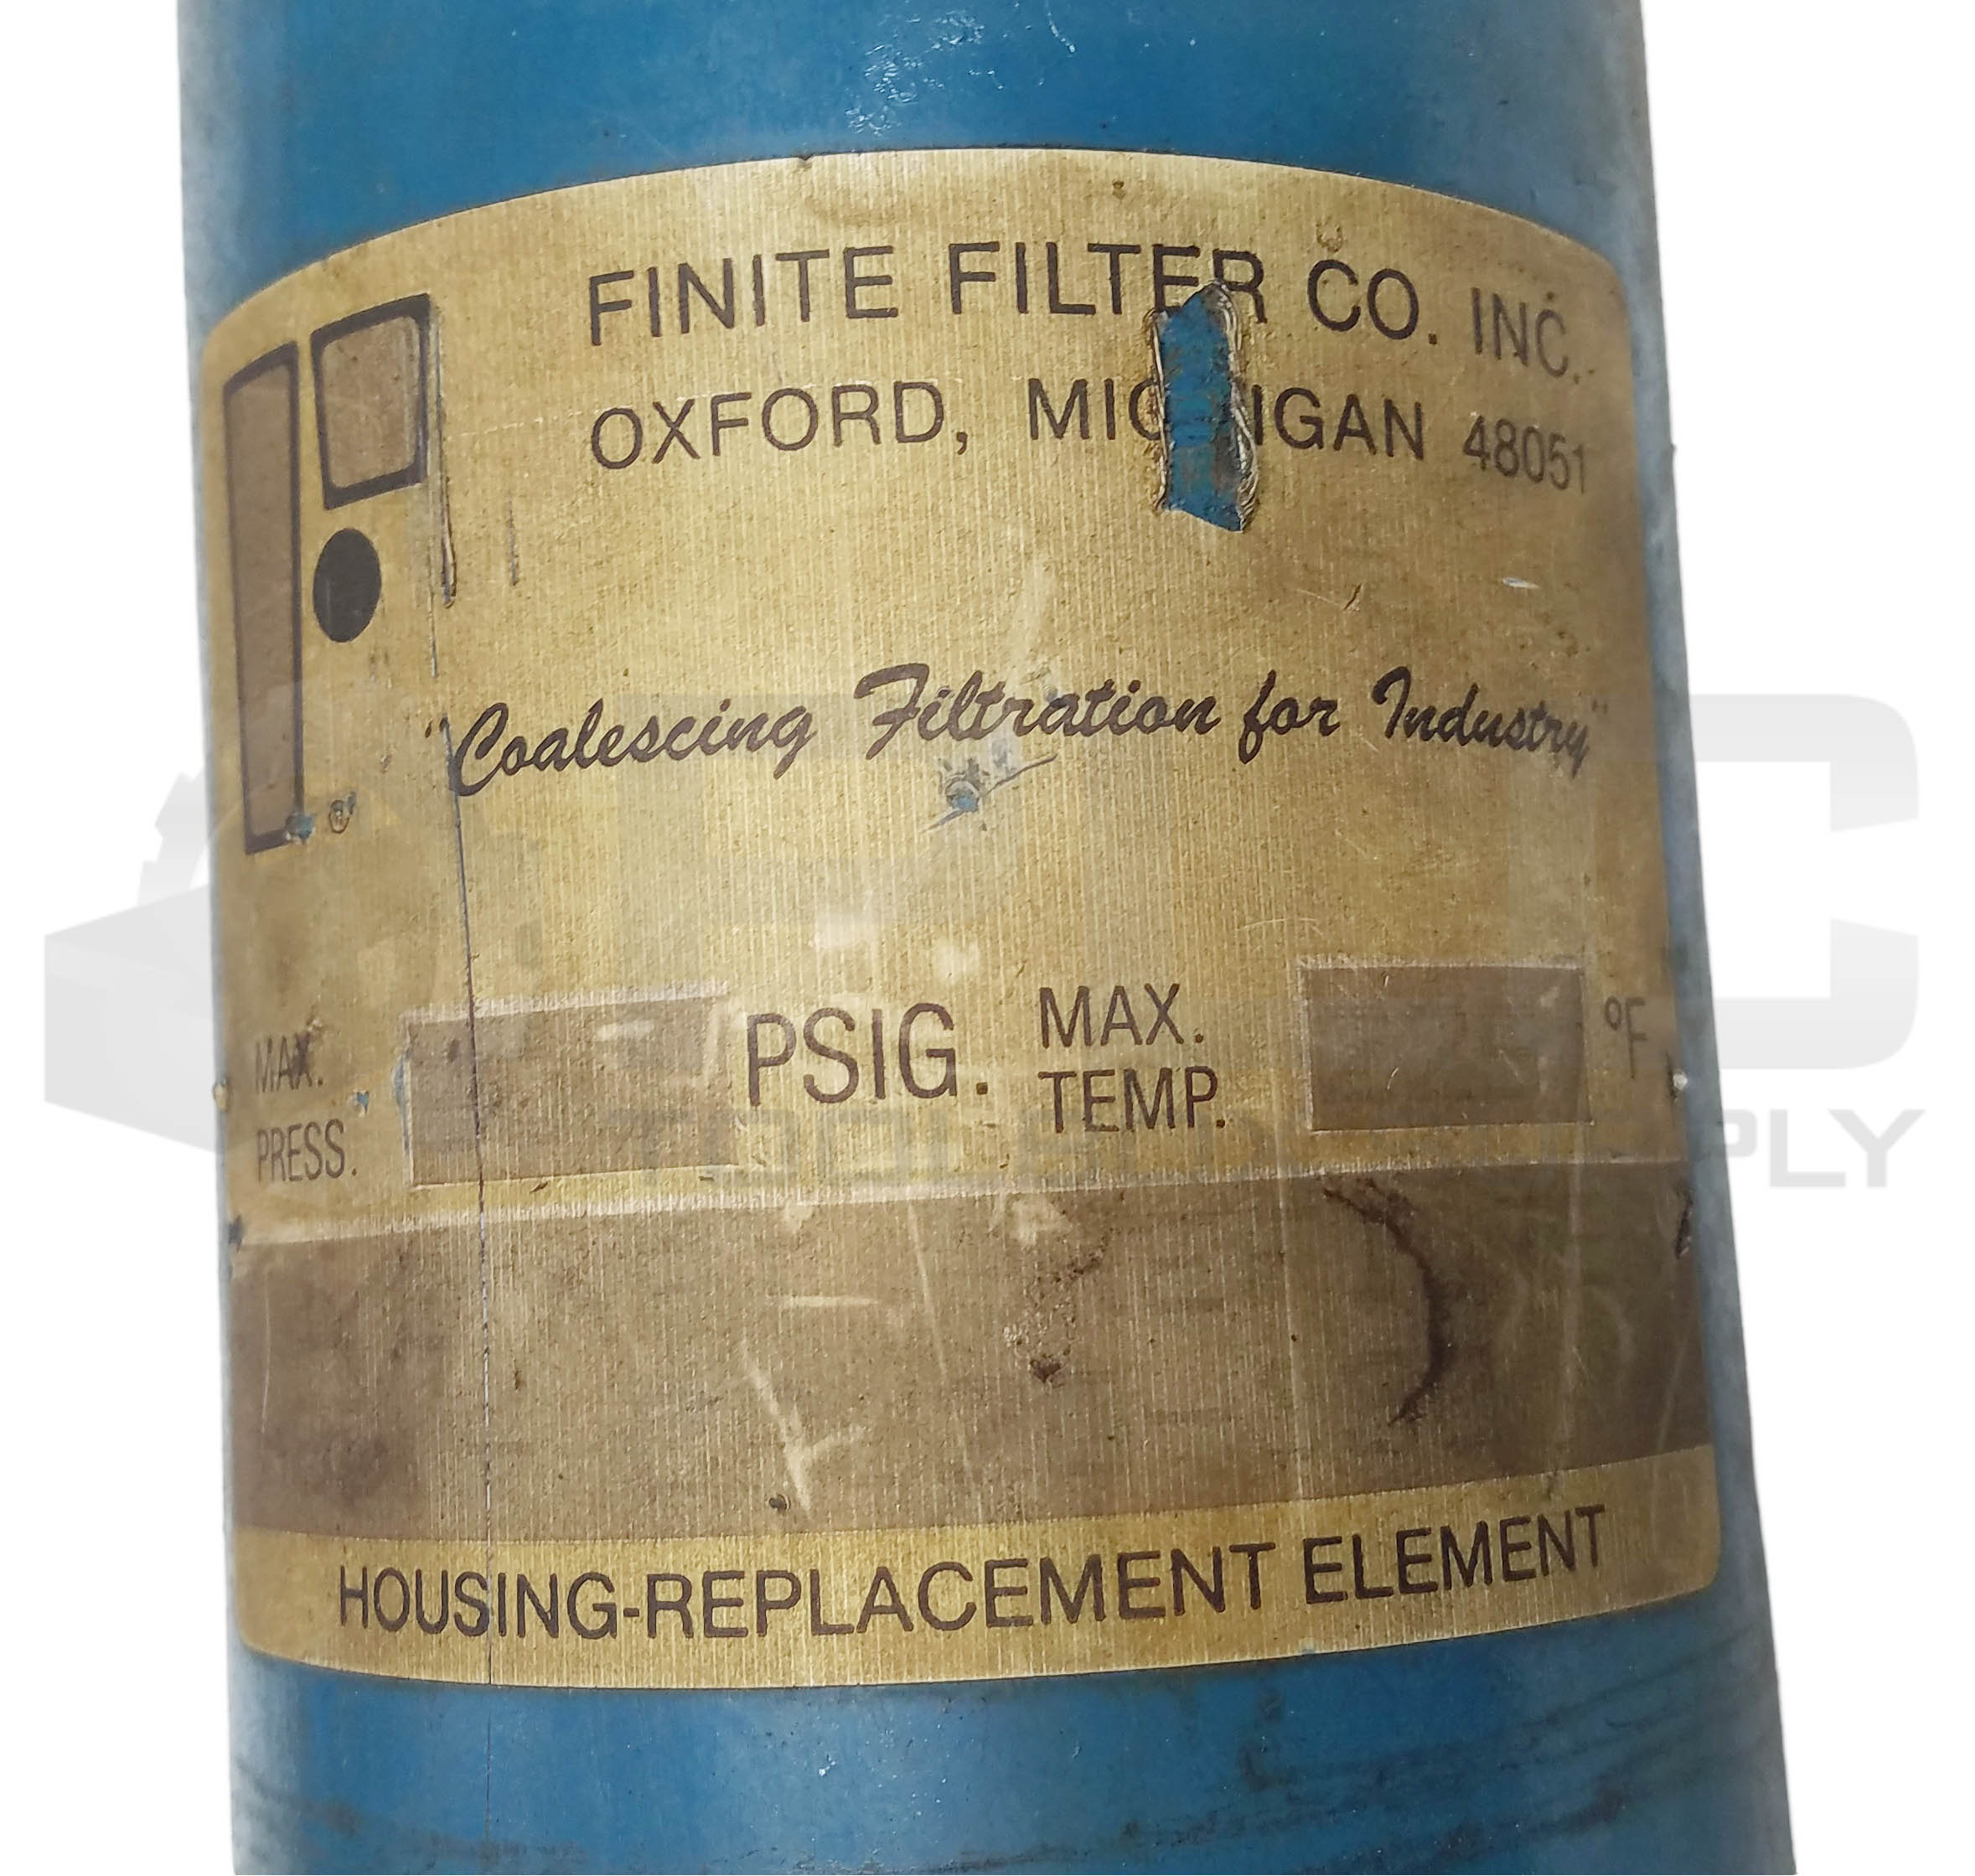 FINITE FILTER CO. INC.
OXFORD, MICHIGAN 48051
®
"Coalescing Filtration for Industry"
MAX. PRESS. PSIG. MAX. TEMP. °F
HOUSING-REPLACEMENT ELEMENT